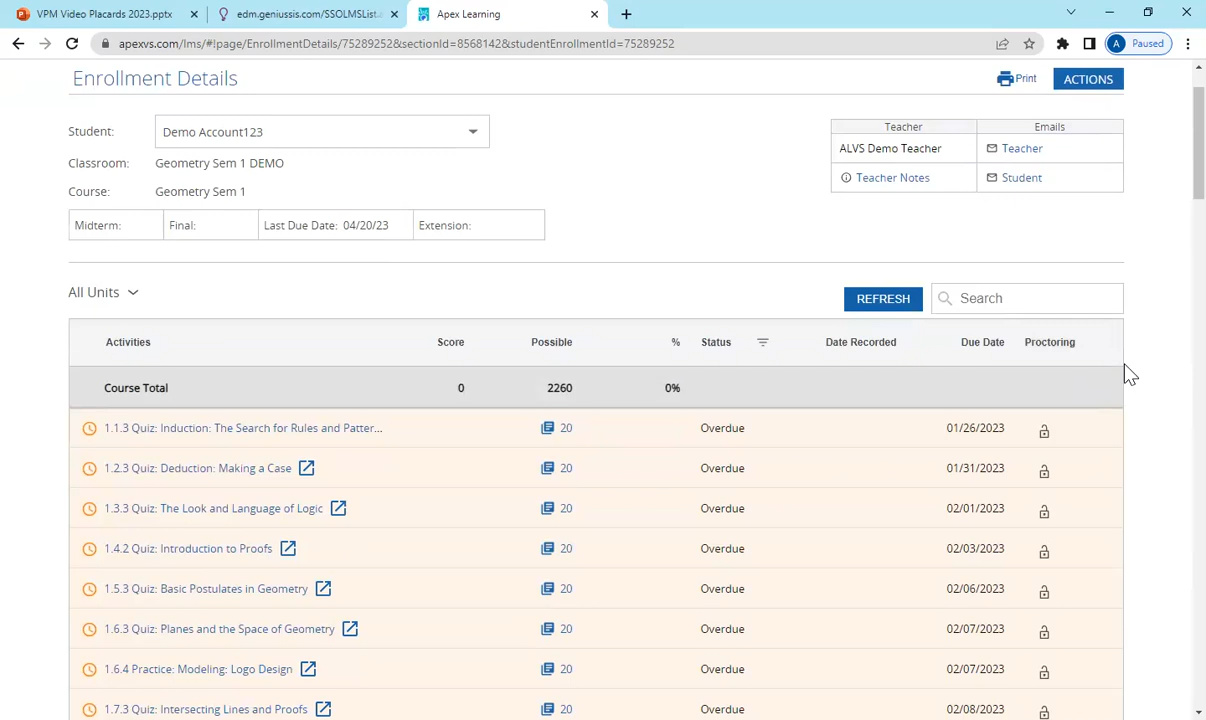 VPM Video Placards 2023.pptx
edm.geniussis.com/SSOLMSList.a
Apex Learning
apexvs.com/lms/#!page/EnrollmentDetails/75289252&sectionId=8568142&studentEnrollmentId=75289252
A Paused
Enrollment Details
Print
ACTIONS
Student: Demo Account123
Classroom: Geometry Sem 1 DEMO
Course: Geometry Sem 1
Teacher Emails
ALVS Demo Teacher Teacher
Teacher Notes Student
Midterm: Final: Last Due Date: 04/20/23 Extension:
All Units
REFRESH
Search
Activities Score Possible % Status Date Recorded Due Date Proctoring
Course Total 0 2260 0%
1.1.3 Quiz: Induction: The Search for Rules and Patter... 20 Overdue 01/26/2023
1.2.3 Quiz: Deduction: Making a Case 20 Overdue 01/31/2023
1.3.3 Quiz: The Look and Language of Logic 20 Overdue 02/01/2023
1.4.2 Quiz: Introduction to Proofs 20 Overdue 02/03/2023
1.5.3 Quiz: Basic Postulates in Geometry 20 Overdue 02/06/2023
1.6.3 Quiz: Planes and the Space of Geometry 20 Overdue 02/07/2023
1.6.4 Practice: Modeling: Logo Design 20 Overdue 02/07/2023
1.7.3 Quiz: Intersecting Lines and Proofs 20 Overdue 02/08/2023